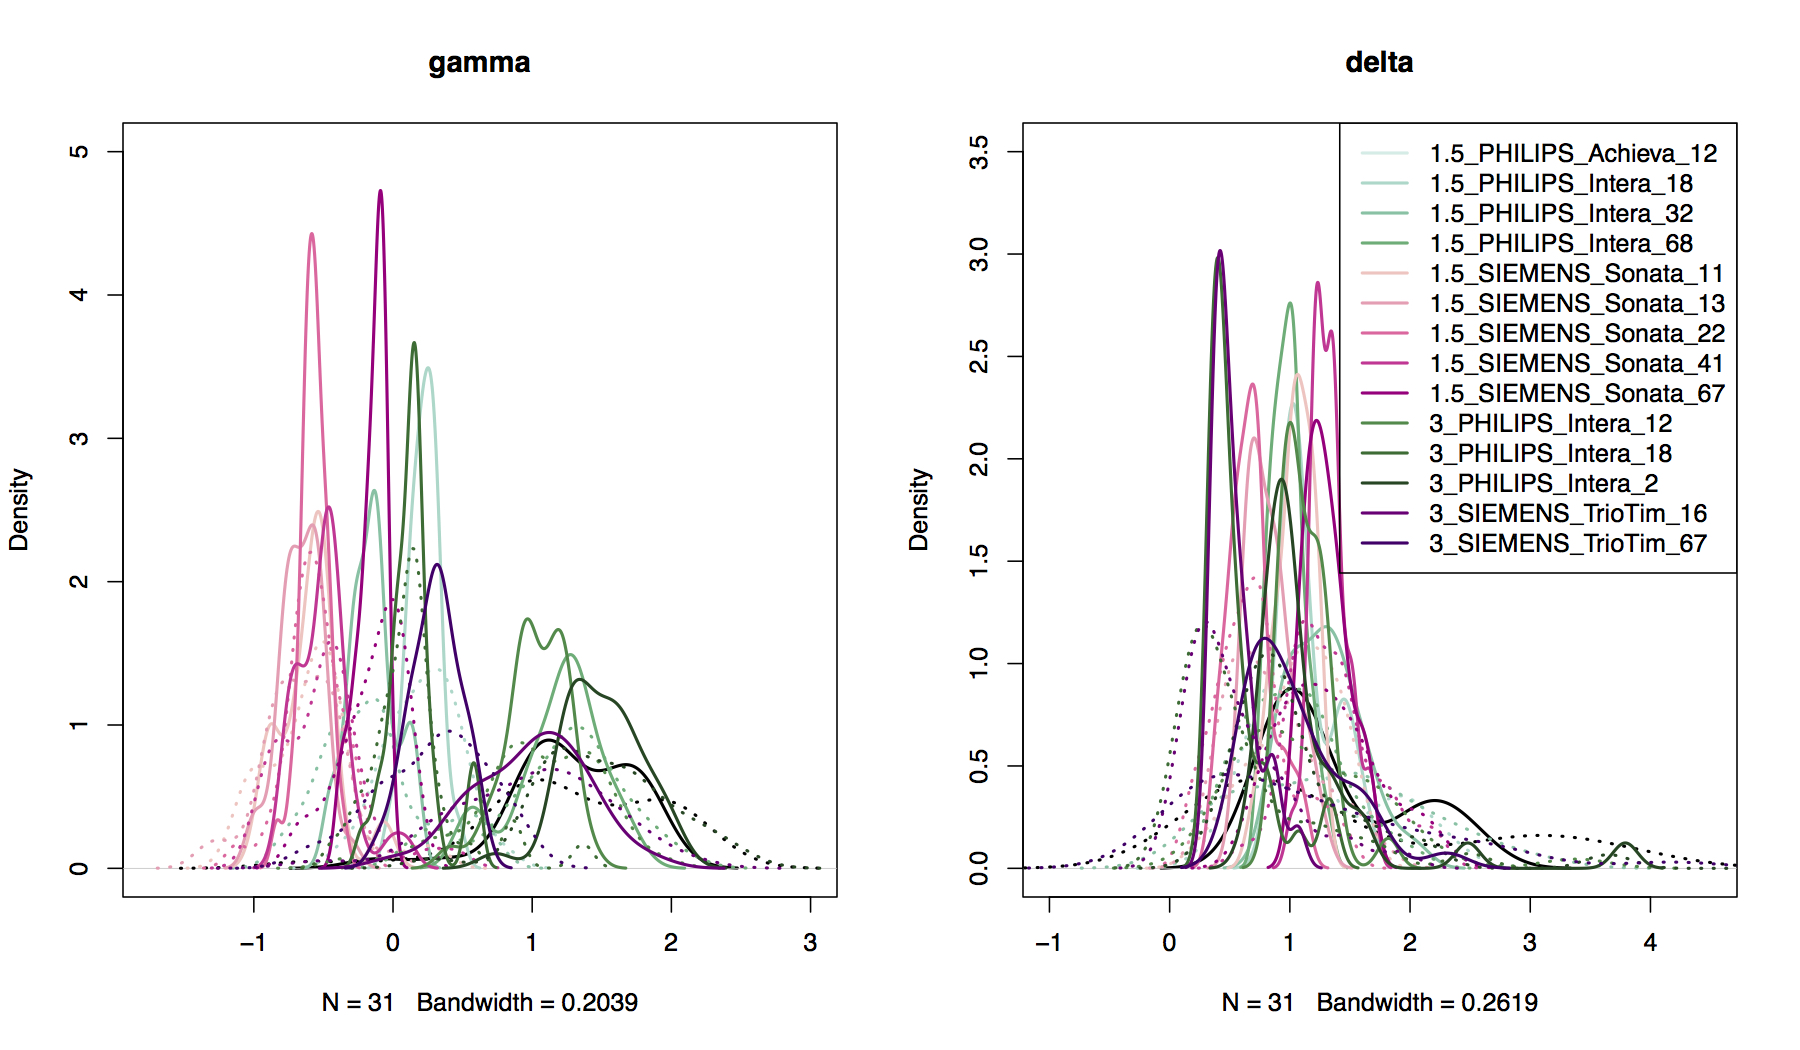 gamma
delta
Density
5
4
3
2
1
0
−1
0
1
2
3
N = 31 Bandwidth = 0.2039
Density
3.5
3.0
2.5
2.0
1.5
1.0
0.5
0.0
−1
0
1
2
3
4
N = 31 Bandwidth = 0.2619
1.5_PHILIPS_Achieva_12
1.5_PHILIPS_Intera_18
1.5_PHILIPS_Intera_32
1.5_PHILIPS_Intera_68
1.5_SIEMENS_Sonata_11
1.5_SIEMENS_Sonata_13
1.5_SIEMENS_Sonata_22
1.5_SIEMENS_Sonata_41
1.5_SIEMENS_Sonata_67
3_PHILIPS_Intera_12
3_PHILIPS_Intera_18
3_PHILIPS_Intera_2
3_SIEMENS_TrioTim_16
3_SIEMENS_TrioTim_67